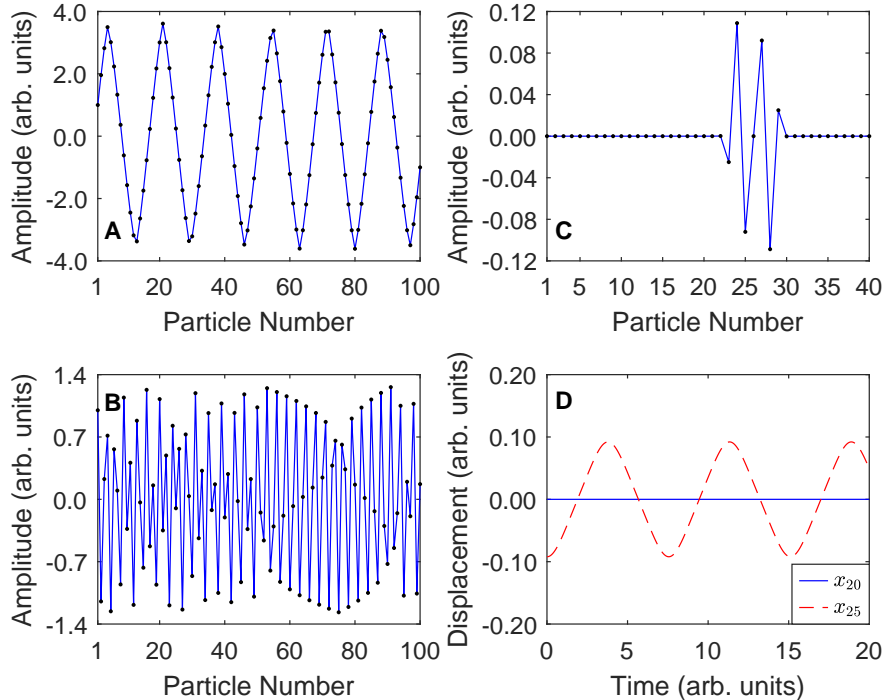 4.0
2.0
0.0
-2.0
-4.0
Amplitude (arb. units)
A
1 20 40 60 80 100
Particle Number
0.12
0.08
0.04
0.00
-0.04
-0.08
-0.12
Amplitude (arb. units)
C
1 5 10 15 20 25 30 35 40
Particle Number
1.4
0.7
0.0
-0.7
-1.4
Amplitude (arb. units)
B
1 20 40 60 80 100
Particle Number
0.20
0.10
0.00
-0.10
-0.20
Displacement (arb. units)
D
x20
x25
0 5 10 15 20
Time (arb. units)